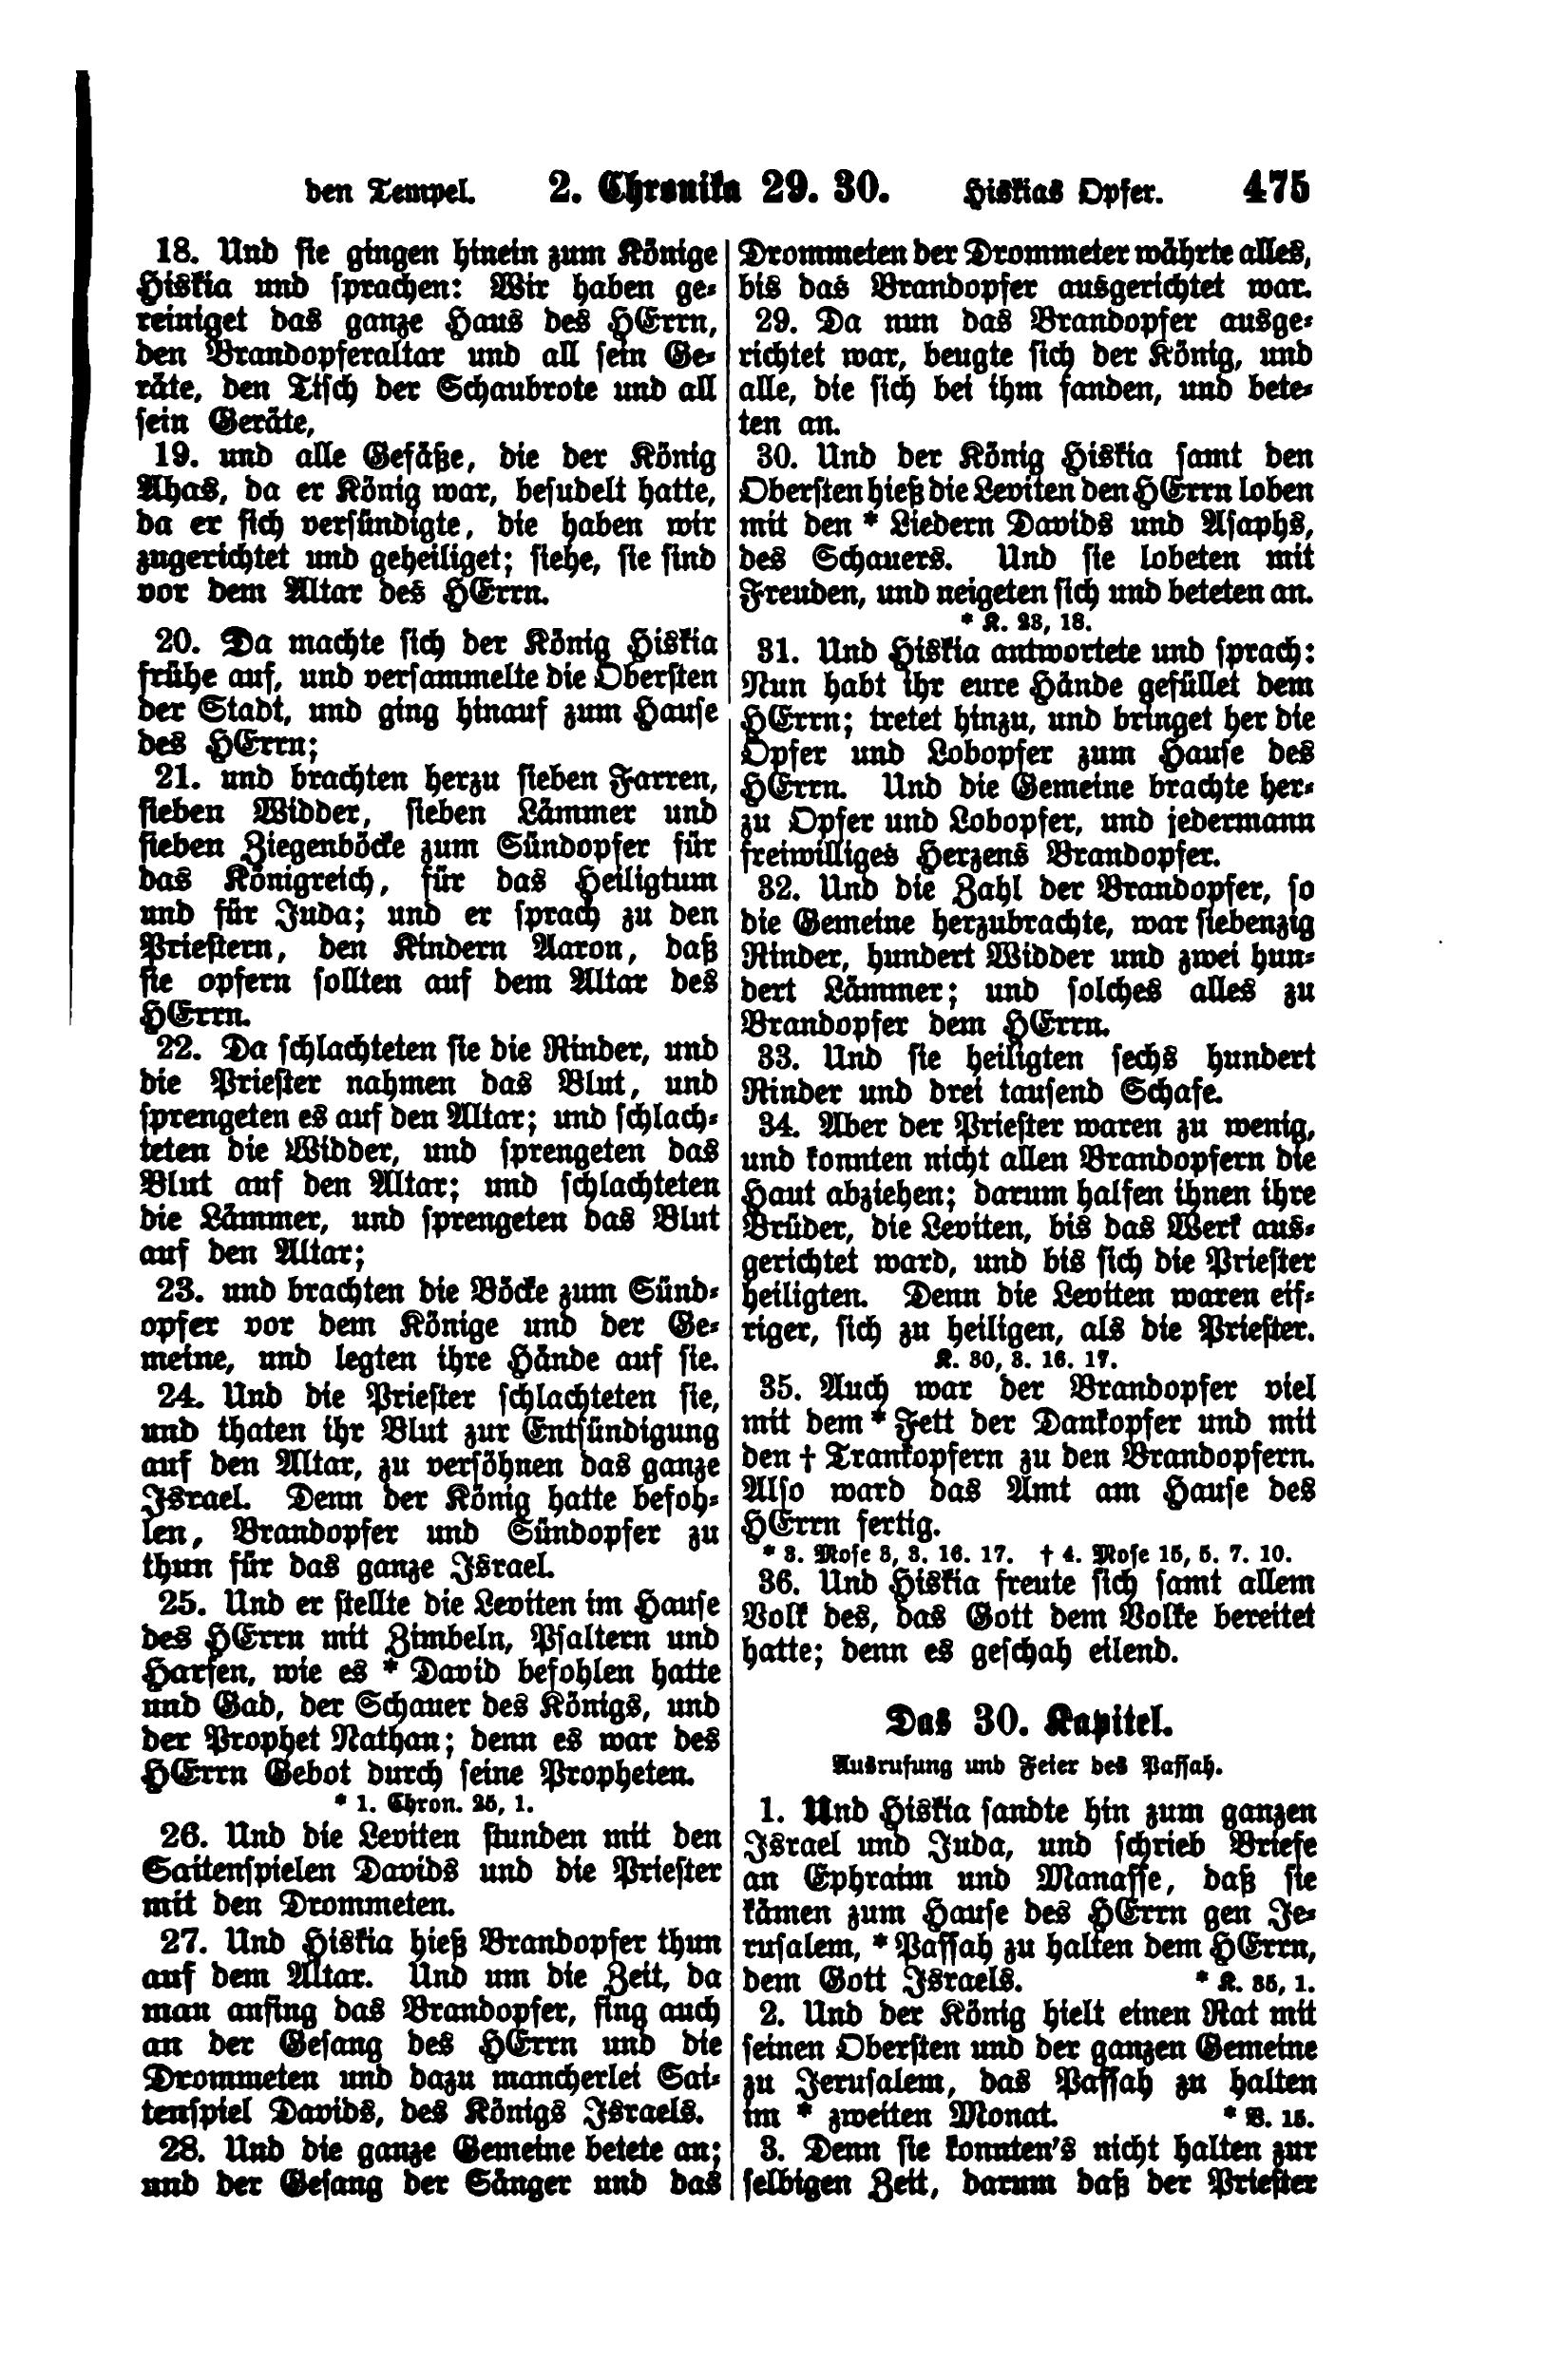 den Tempel. 2. Chronika 29. 30. Hiskias Opfer. 475
18. Und sie gingen hinein zum Könige
Hiskia und sprachen: Wir haben ge-
reiniget das ganze Haus des HErrn,
den Brandopferaltar und all sein Ge-
räte, den Tisch der Schaubrote und all
sein Geräte,
19. und alle Gefäße, die der König
Ahas, da er König war, besudelt hatte,
da er sich versündigte, die haben wir
zugerichtet und geheiliget; siehe, sie sind
vor dem Altar des HErrn.
20. Da machte sich der König Hiskia
frühe auf, und versammelte die Obersten
der Stadt, und ging hinauf zum Hause
des HErrn;
21. und brachten herzu sieben Farren,
sieben Widder, sieben Lämmer und
sieben Ziegenböcke zum Sündopfer für
das Königreich, für das Heiligtum
und für Juda; und er sprach zu den
Priestern, den Kindern Aaron, daß
sie opfern sollten auf dem Altar des
HErrn.
22. Da schlachteten sie die Rinder, und
die Priester nahmen das Blut, und
sprengeten es auf den Altar; und schlach-
teten die Widder, und sprengeten das
Blut auf den Altar; und schlachteten
die Lämmer, und sprengeten das Blut
auf den Altar;
23. und brachten die Böcke zum Sünd-
opfer vor dem Könige und der Ge-
meine, und legten ihre Hände auf sie.
24. Und die Priester schlachteten sie,
und thaten ihr Blut zur Entsündigung
auf den Altar, zu versöhnen das ganze
Israel. Denn der König hatte befoh-
len, Brandopfer und Sündopfer zu
thun für das ganze Israel.
25. Und er stellte die Leviten im Hause
des HErrn mit Zimbeln, Psaltern und
Harfen, wie es * David befohlen hatte
und Gad, der Schauer des Königs, und
der Prophet Nathan; denn es war des
HErrn Gebot durch seine Propheten.
* 1. Chron. 25, 1.
26. Und die Leviten stunden mit den
Saitenspielen Davids und die Priester
mit den Drommeten.
27. Und Hiskia hieß Brandopfer thun
auf dem Altar. Und um die Zeit, da
man anfing das Brandopfer, fing auch
an der Gesang des HErrn und die
Drommeten und dazu mancherlei Sai-
tenspiel Davids, des Königs Israels.
28. Und die ganze Gemeine betete an;
und der Gesang der Sänger und das
Drommeten der Drommeter währte alles,
bis das Brandopfer ausgerichtet war.
29. Da nun das Brandopfer ausge-
richtet war, beugte sich der König, und
alle, die sich bei ihm fanden, und bete-
ten an.
30. Und der König Hiskia samt den
Obersten hieß die Leviten den HErrn loben
mit den * Liedern Davids und Asaphs,
des Schauers. Und sie lobeten mit
Freuden, und neigeten sich und beteten an.
* K. 23, 18.
31. Und Hiskia antwortete und sprach:
Nun habt ihr eure Hände gefüllet dem
HErrn; tretet hinzu, und bringet her die
Opfer und Lobopfer zum Hause des
HErrn. Und die Gemeine brachte her-
zu Opfer und Lobopfer, und jedermann
freiwilliges Herzens Brandopfer.
32. Und die Zahl der Brandopfer, so
die Gemeine herzubrachte, war siebenzig
Rinder, hundert Widder und zwei hun-
dert Lämmer; und solches alles zu
Brandopfer dem HErrn.
33. Und sie heiligten sechs hundert
Rinder und drei tausend Schafe.
34. Aber der Priester waren zu wenig,
und konnten nicht allen Brandopfern die
Haut abziehen; darum halfen ihnen ihre
Brüder, die Leviten, bis das Werk aus-
gerichtet ward, und bis sich die Priester
heiligten. Denn die Leviten waren eif-
riger, sich zu heiligen, als die Priester.
K. 30, 3. 16. 17.
35. Auch war der Brandopfer viel
mit dem * Fett der Dankopfer und mit
den † Trankopfern zu den Brandopfern.
Also ward das Amt am Hause des
HErrn fertig.
* 3. Mose 3, 3. 16. 17. † 4. Mose 15, 5. 7. 10.
36. Und Hiskia freute sich samt allem
Volk des, das Gott dem Volke bereitet
hatte; denn es geschah eilend.
Das 30. Kapitel.
Ausrufung und Feier des Passah.
1. Und Hiskia sandte hin zum ganzen
Israel und Juda, und schrieb Briefe
an Ephraim und Manasse, daß sie
kämen zum Hause des HErrn gen Je-
rusalem, * Passah zu halten dem HErrn,
dem Gott Israels. * K. 35, 1.
2. Und der König hielt einen Rat mit
seinen Obersten und der ganzen Gemeine
zu Jerusalem, das Passah zu halten
im * zweiten Monat. * V. 15.
3. Denn sie konnten's nicht halten zur
selbigen Zeit, darum daß der Priester